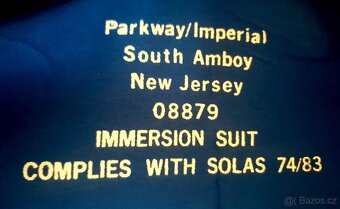 Parkway/Imperial
South Amboy
New Jersey
08879
IMMERSION SUIT
COMPLIES WITH SOLAS 74/83
Bazos.cz